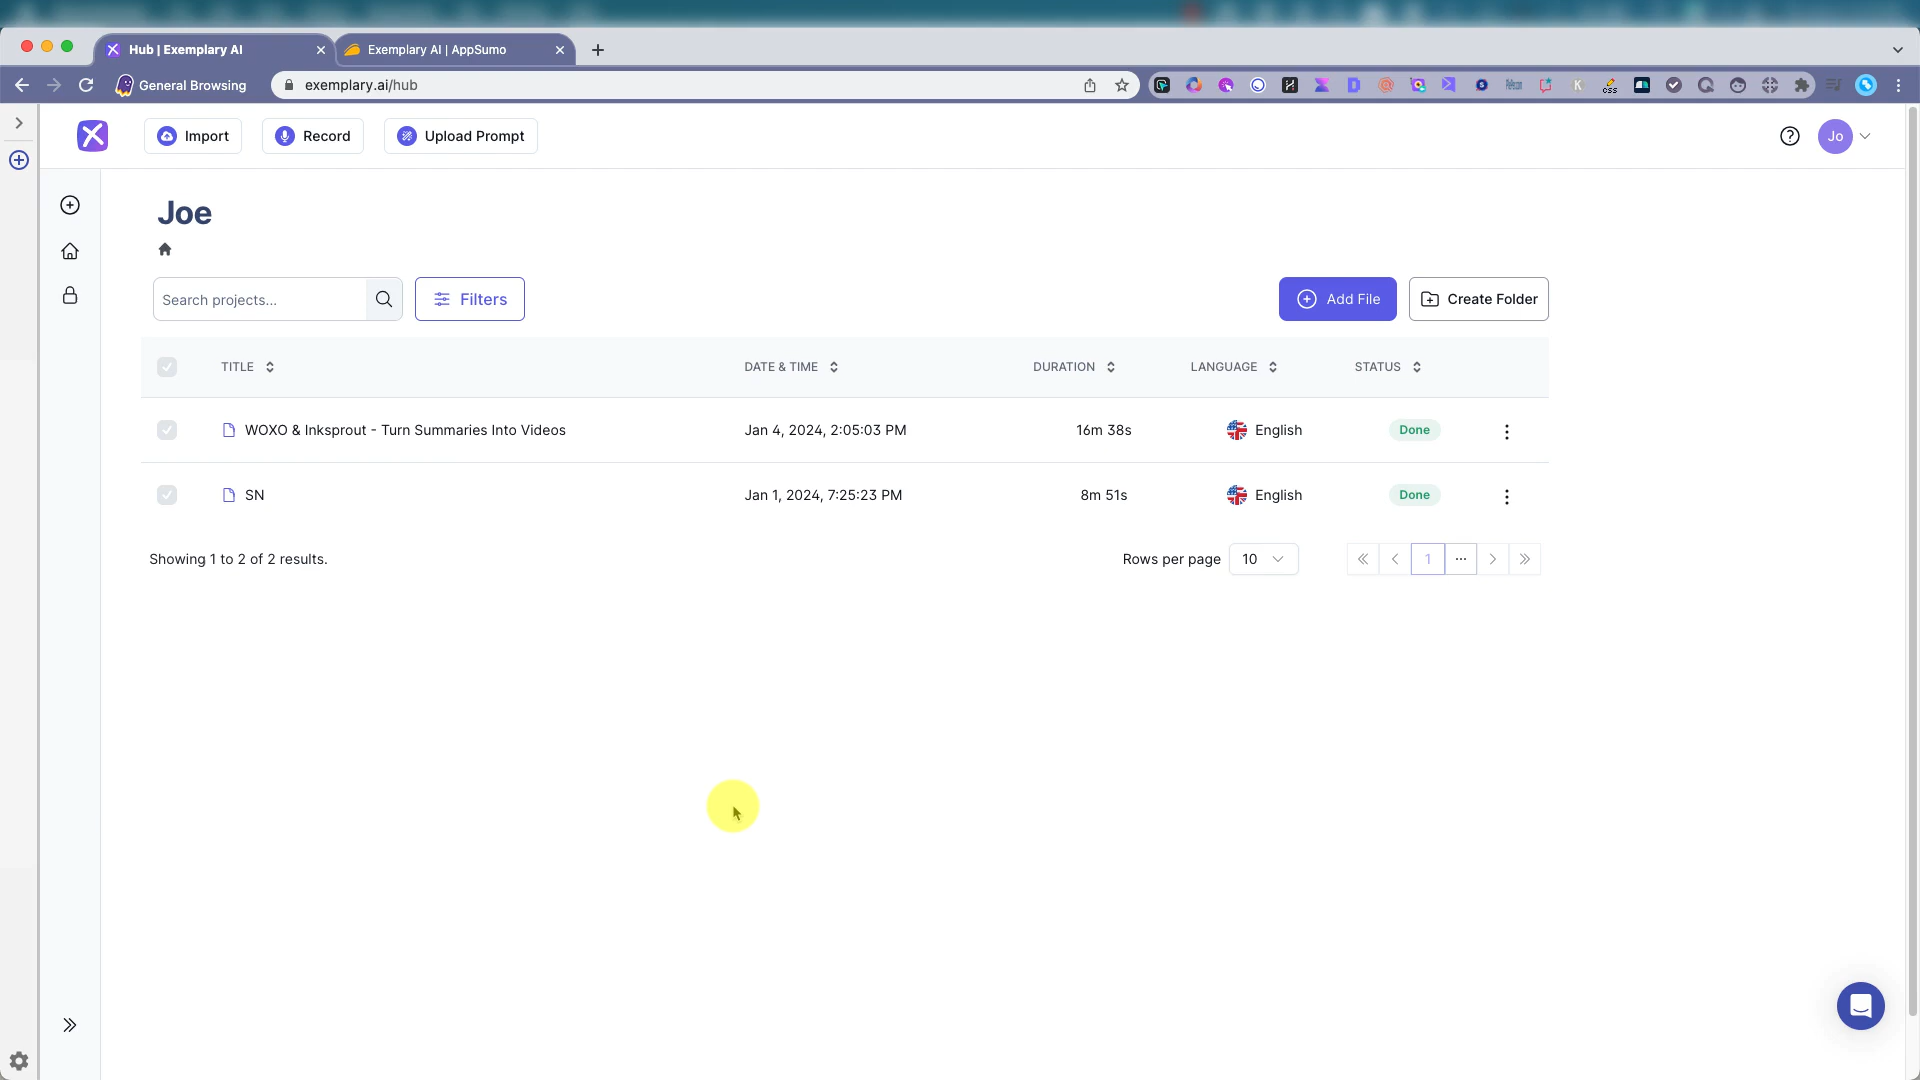 Hub | Exemplary AI
Exemplary AI | AppSumo
General Browsing
exemplary.ai/hub
Import
Record
Upload Prompt
Jo
Joe
Search projects...
Filters
Add File
Create Folder
TITLE
DATE & TIME
DURATION
LANGUAGE
STATUS
WOXO & Inksprout - Turn Summaries Into Videos
Jan 4, 2024, 2:05:03 PM
16m 38s
English
Done
SN
Jan 1, 2024, 7:25:23 PM
8m 51s
English
Done
Showing 1 to 2 of 2 results.
Rows per page
10
1
...